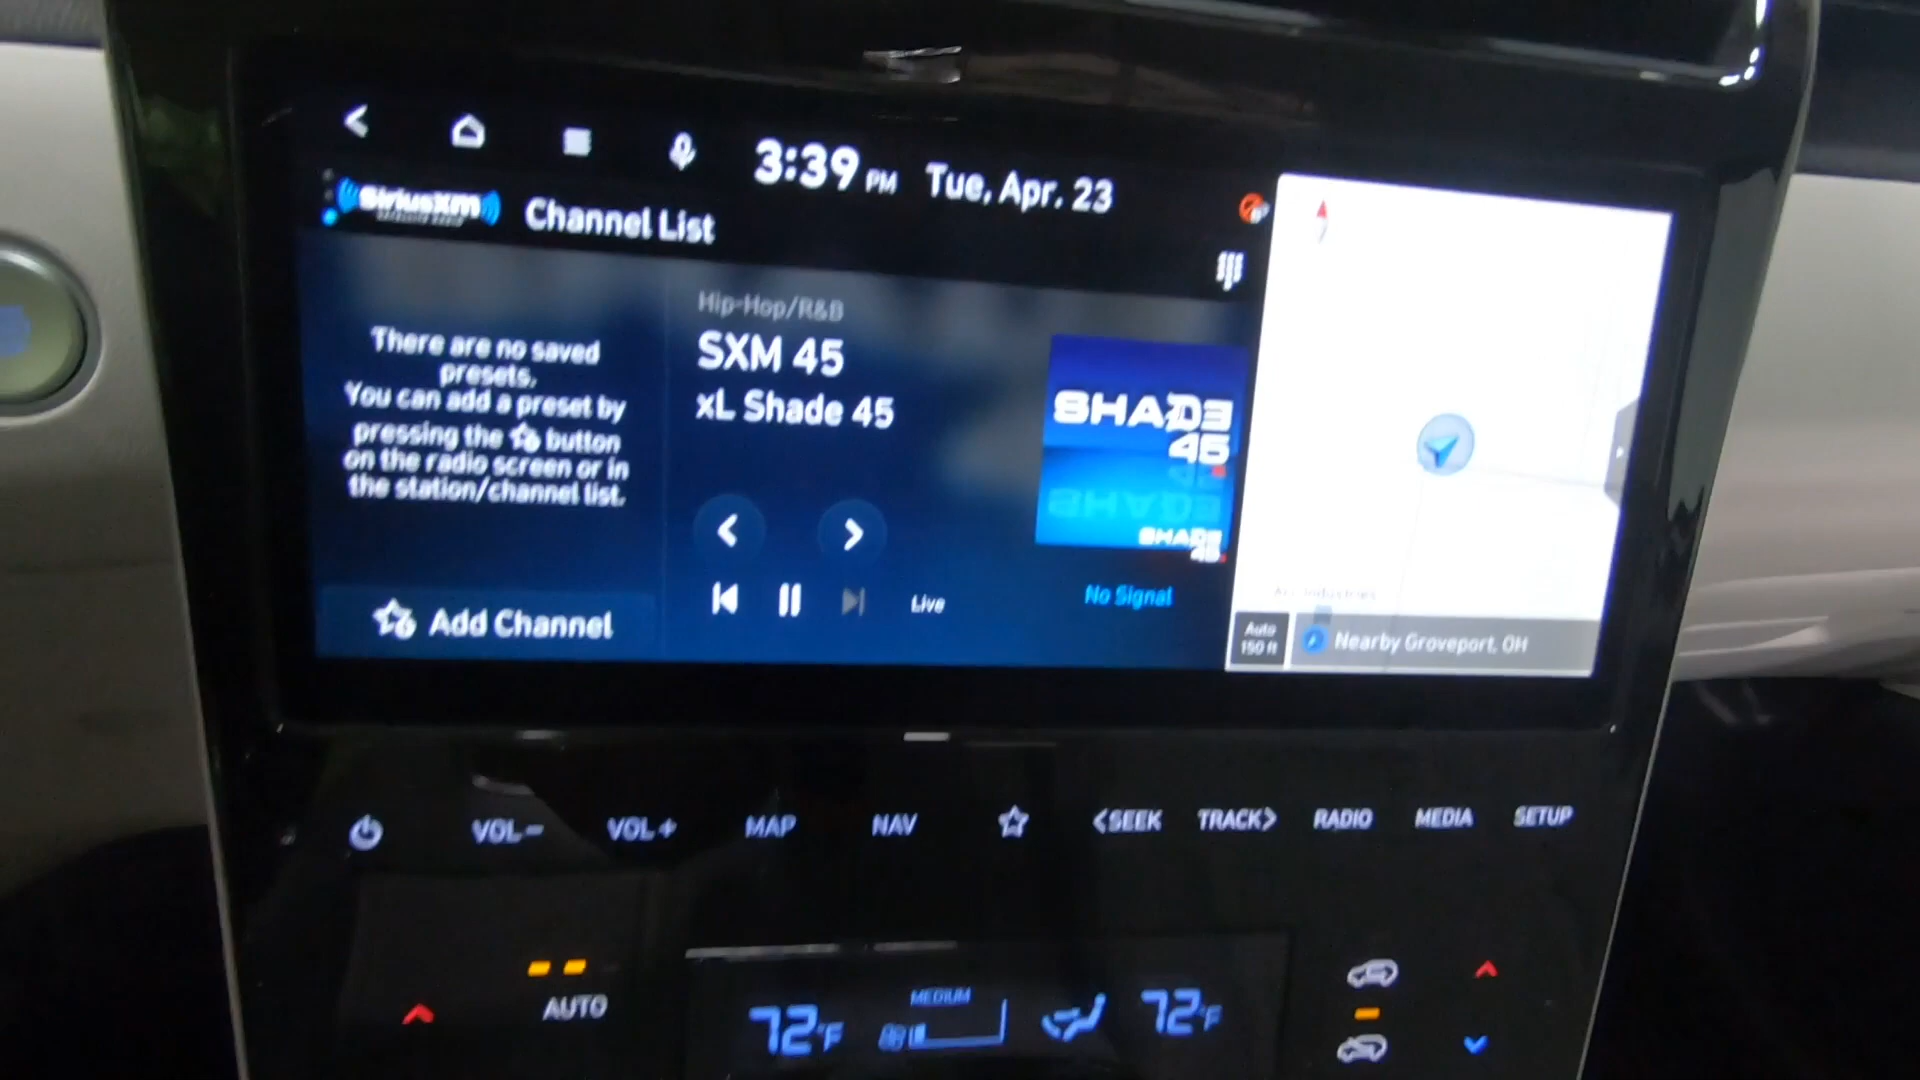 3:39 PM Tue, Apr. 23
SiriusXM
Channel List
There are no saved
presets.
You can add a preset by
pressing the button
on the radio screen or in
the station/channel list.
Add Channel
Hip-Hop/R&B
SXM 45
xL Shade 45
Live
SHADE
45
SHADE
45
No Signal
Auto
150 ft
Nearby Groveport, OH
VOL- VOL+ MAP NAV <SEEK TRACK> RADIO MEDIA SETUP
AUTO
72°F
MEDIUM
72°F